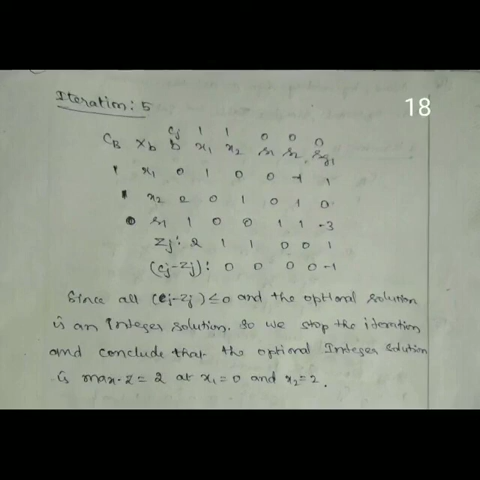 Iteration: 5
18
Cj 1 1 0 0 0
CB Xb b x1 x2 s1 s2 sg1
1 x1 0 1 0 0 -1 1
1 x2 2 0 1 0 1 0
0 s1 1 0 0 1 1 -3
Zj: 2 1 1 0 0 1
(cj-Zj): 0 0 0 0 -1
Since all (cj-Zj) ≤ 0 and the optional solution
is an Integer solution. So we stop the iteration
and conclude that the optional Integer solution
is max·z = 2 at x1 = 0 and x2 = 2.